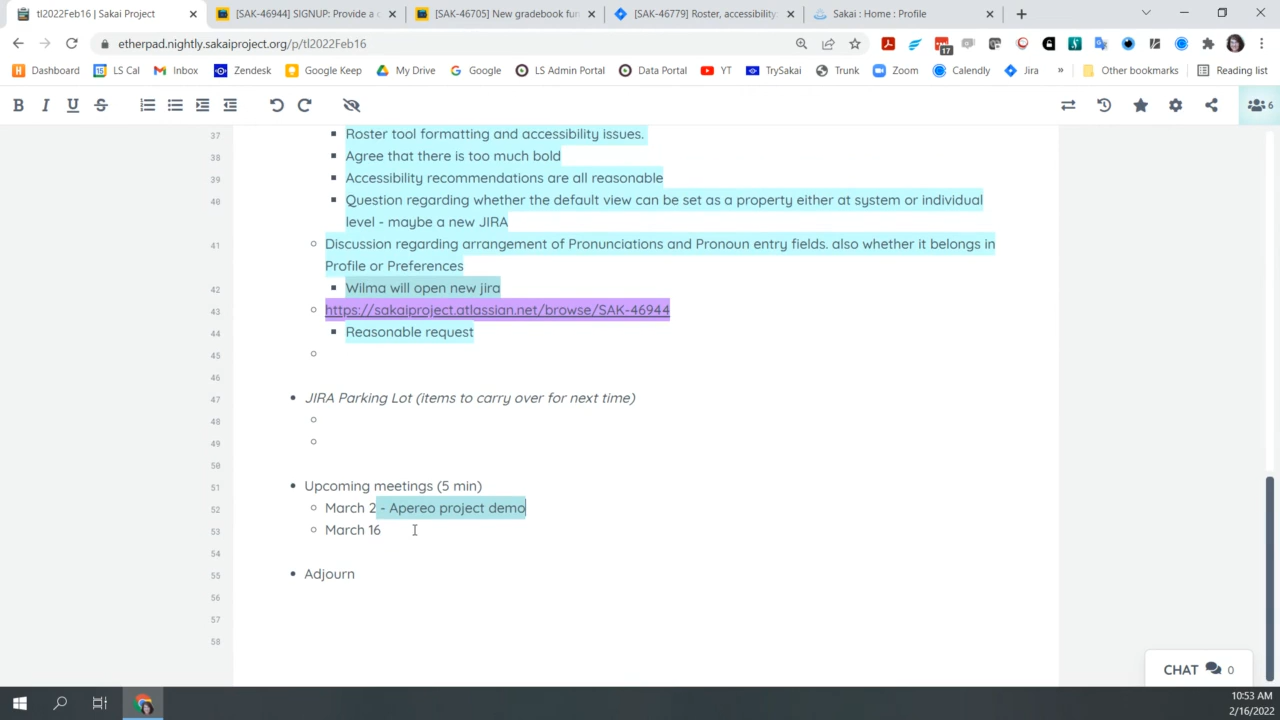 tl2022Feb16 | Sakai Project
[SAK-46944] SIGNUP: Provide a
[SAK-46705] New gradebook fun
[SAK-46779] Roster, accessibility:
Sakai : Home : Profile
etherpad.nightly.sakaiproject.org/p/tl2022Feb16
17
Dashboard
LS Cal
Inbox
Zendesk
Google Keep
My Drive
Google
LS Admin Portal
Data Portal
YT
TrySakai
Trunk
Zoom
Calendly
Jira
»
Other bookmarks
Reading list
B I U S
6
37 Roster tool formatting and accessibility issues.
38 Agree that there is too much bold
39 Accessibility recommendations are all reasonable
40 Question regarding whether the default view can be set as a property either at system or individual
level - maybe a new JIRA
41 Discussion regarding arrangement of Pronunciations and Pronoun entry fields. also whether it belongs in
Profile or Preferences
42 Wilma will open new jira
43 https://sakaiproject.atlassian.net/browse/SAK-46944
44 Reasonable request
45
46
47 JIRA Parking Lot (items to carry over for next time)
48
49
50
51 Upcoming meetings (5 min)
52 March 2 - Apereo project demo
53 March 16
54
55 Adjourn
56
57
58
CHAT 0
10:53 AM
2/16/2022